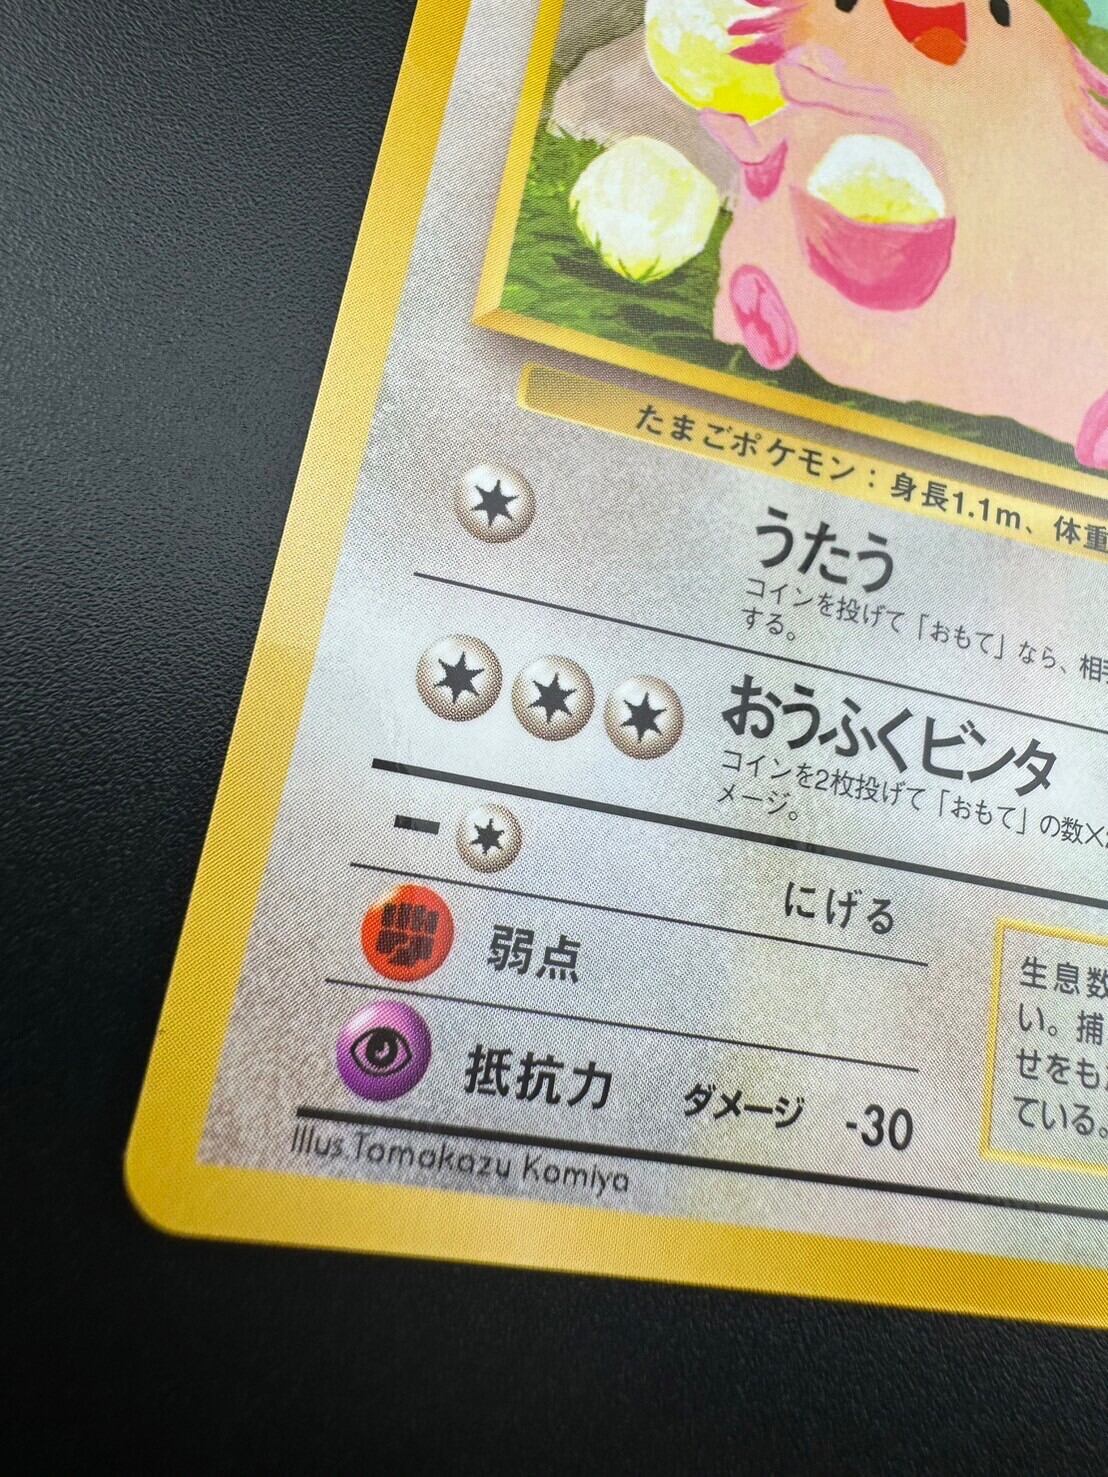 たまごポケモン：身長1.1m、体重
うたう
コインを投げて「おもて」なら、相手
する。
おうふくビンタ
コインを2枚投げて「おもて」の数×2
メージ。
にげる
弱点
抵抗力 ダメージ -30
生息数
い。捕
せをも
ている。
Illus.Tomokazu Komiya